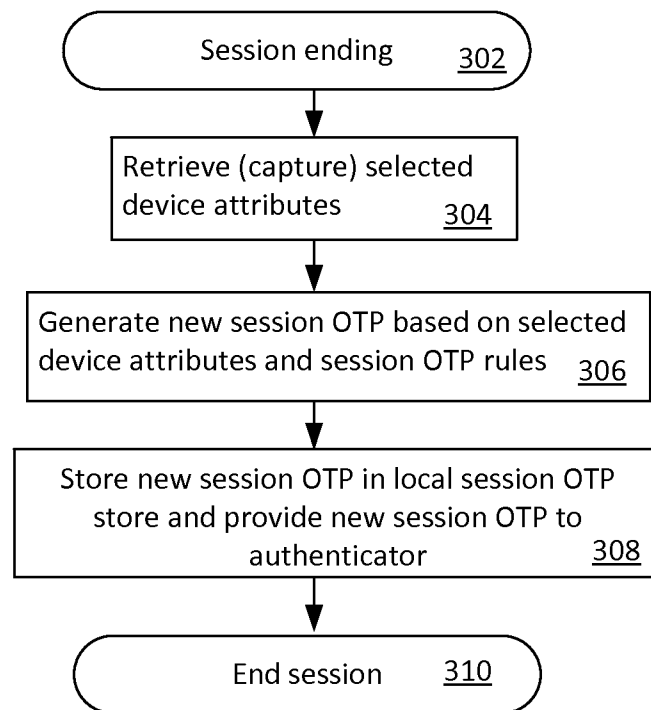 Session ending
302
Retrieve (capture) selected
device attributes
304
Generate new session OTP based on selected
device attributes and session OTP rules
306
Store new session OTP in local session OTP
store and provide new session OTP to
authenticator
308
End session
310